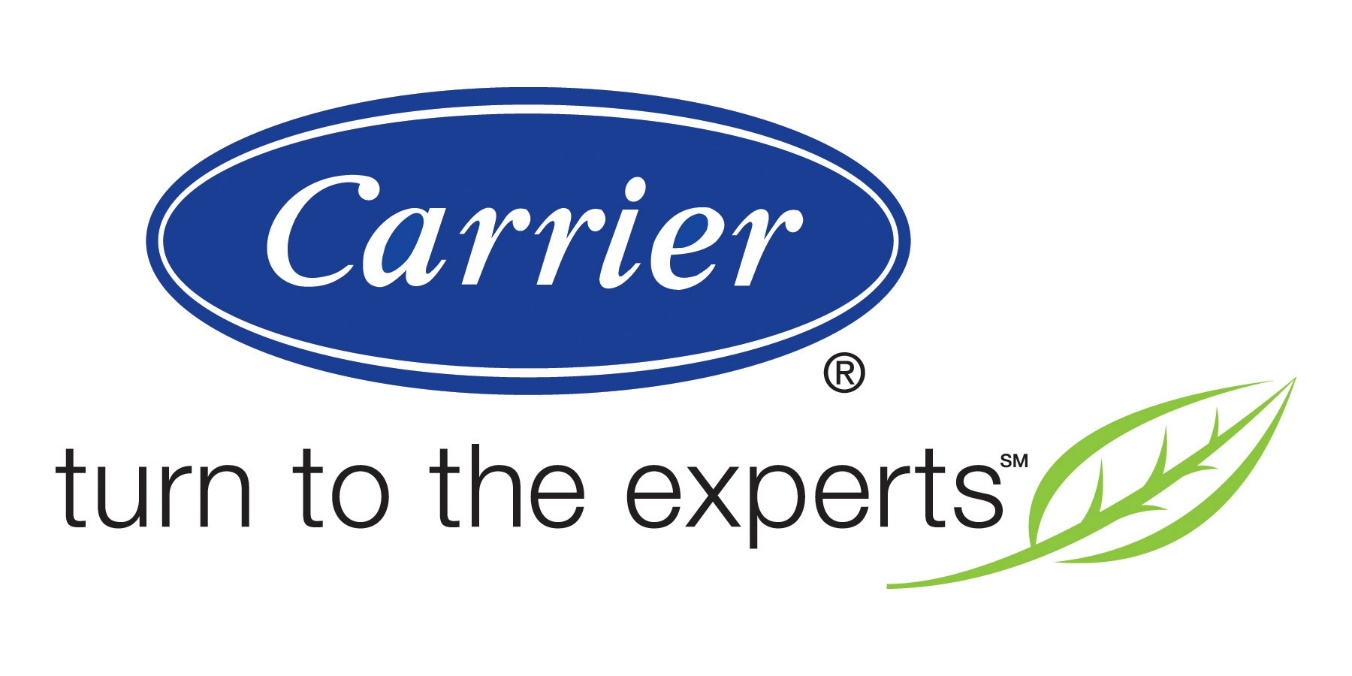 Carrier
®
turn to the experts℠